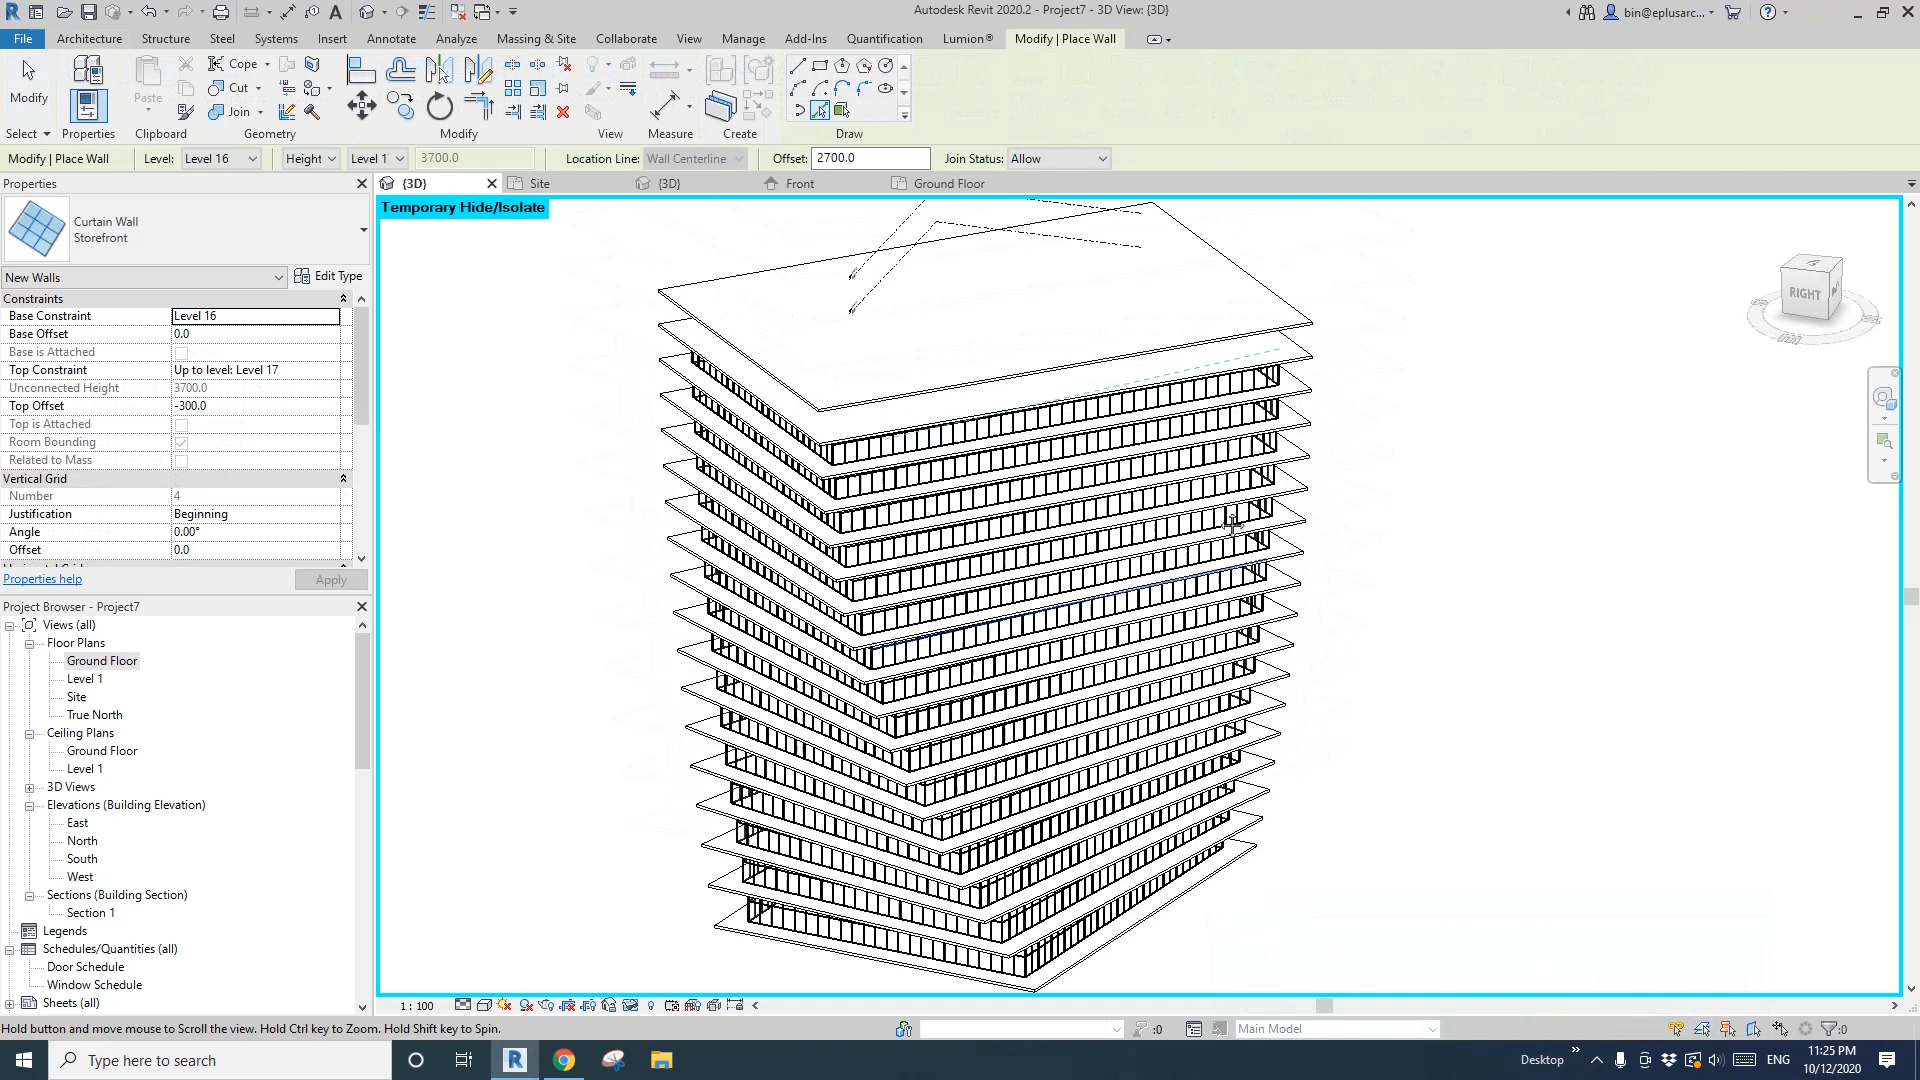 Autodesk Revit 2020.2 - Project7 - 3D View: {3D}
bin@eplusarc...
File Architecture Structure Steel Systems Insert Annotate Analyze Massing & Site Collaborate View Manage Add-Ins Quantification Lumion® Modify | Place Wall
Modify
Paste
Cope
Cut
Join
Select Properties Clipboard Geometry Modify View Measure Create Draw
Modify | Place Wall Level: Level 16 Height Level 1 3700.0 Location Line: Wall Centerline Offset: 2700.0 Join Status: Allow
Properties
{3D} Site {3D} Front Ground Floor
Temporary Hide/Isolate
Curtain Wall
Storefront
New Walls Edit Type
Constraints
Base Constraint Level 16
Base Offset 0.0
Base is Attached
Top Constraint Up to level: Level 17
Unconnected Height 3700.0
Top Offset -300.0
Top is Attached
Room Bounding
Related to Mass
Vertical Grid
Number 4
Justification Beginning
Angle 0.00°
Offset 0.0
Properties help Apply
RIGHT
Project Browser - Project7
Views (all)
Floor Plans
Ground Floor
Level 1
Site
True North
Ceiling Plans
Ground Floor
Level 1
3D Views
Elevations (Building Elevation)
East
North
South
West
Sections (Building Section)
Section 1
Legends
Schedules/Quantities (all)
Door Schedule
Window Schedule
Sheets (all)
1 : 100
Hold button and move mouse to Scroll the view. Hold Ctrl key to Zoom. Hold Shift key to Spin.
:0 Main Model :0
Type here to search
Desktop ENG 11:25 PM
10/12/2020